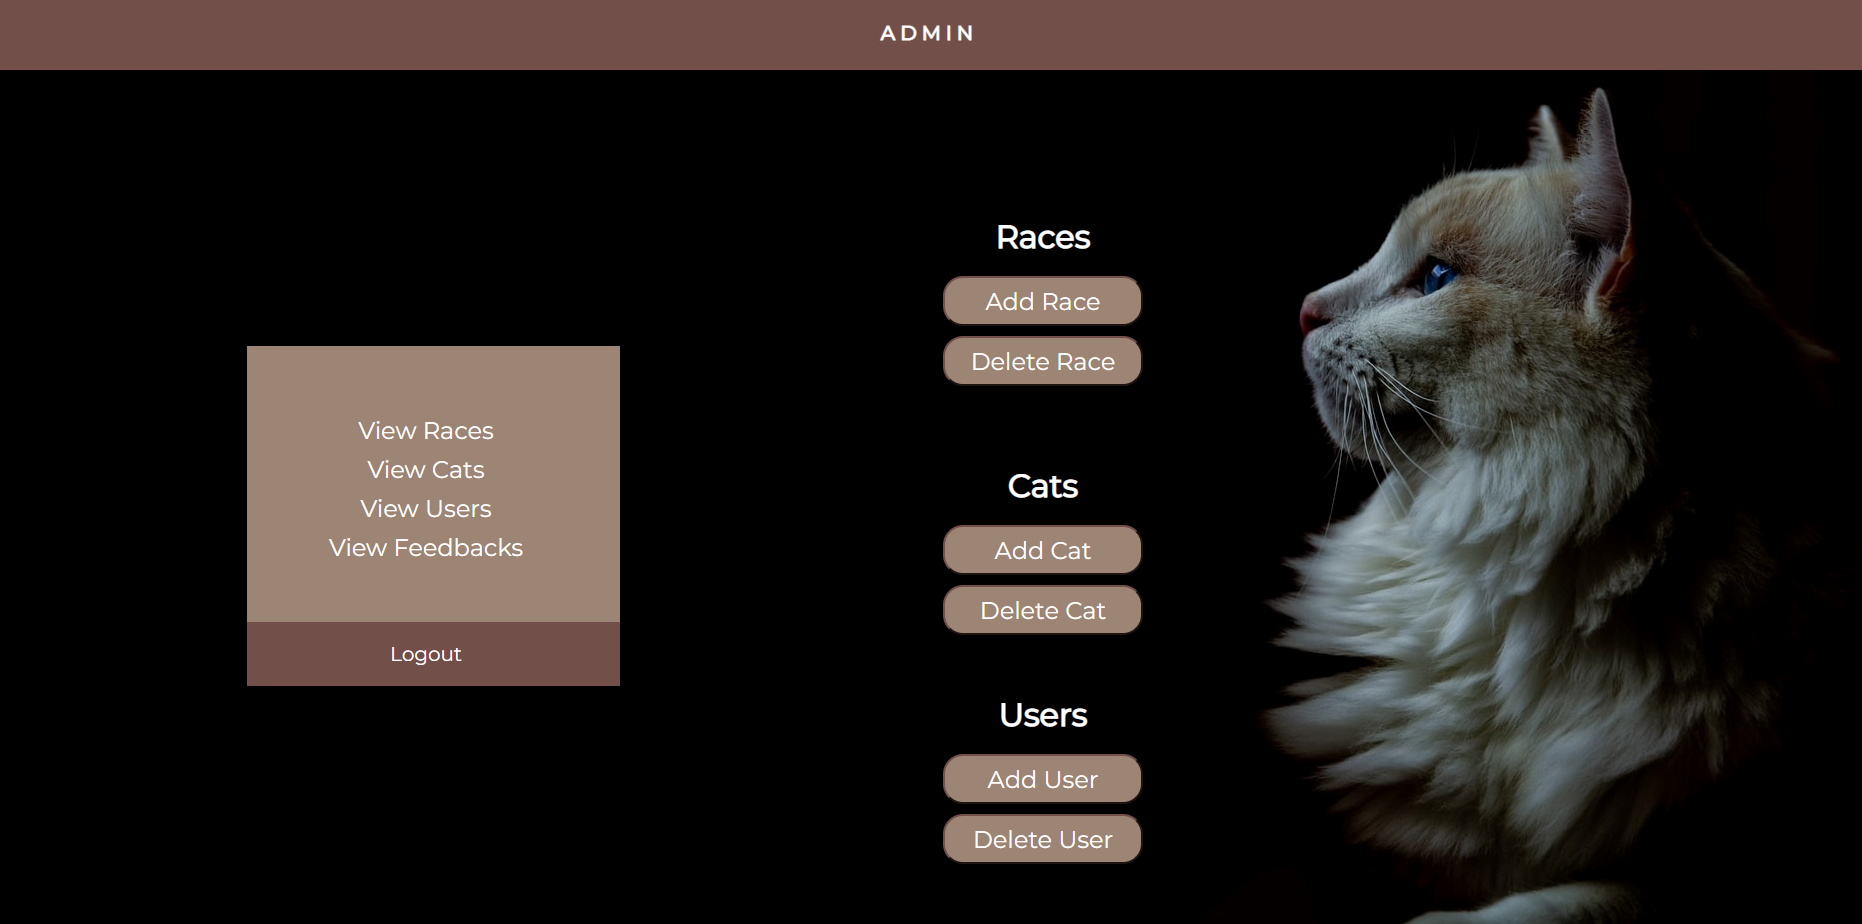 ADMIN
View Races
View Cats
View Users
View Feedbacks
Logout
Races
Add Race
Delete Race
Cats
Add Cat
Delete Cat
Users
Add User
Delete User